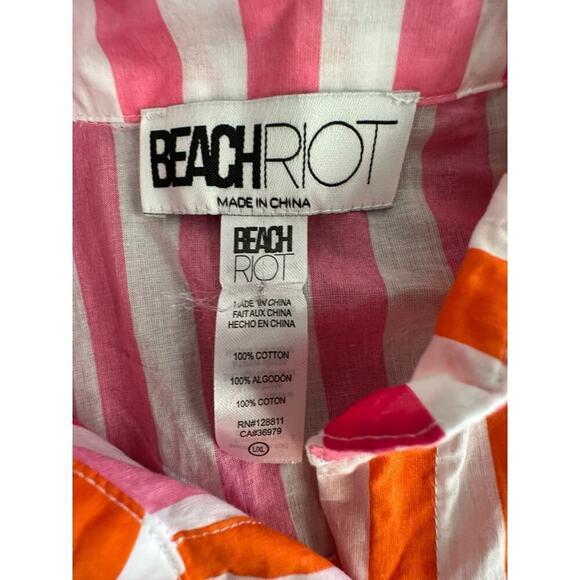 BEACHRIOT
MADE IN CHINA
BEACH
RIOT
MADE IN CHINA
FAIT AUX CHINA
HECHO EN CHINA
100% COTTON
100% ALGODÓN
100% COTON
RN#128811
CA#36979
L/XL